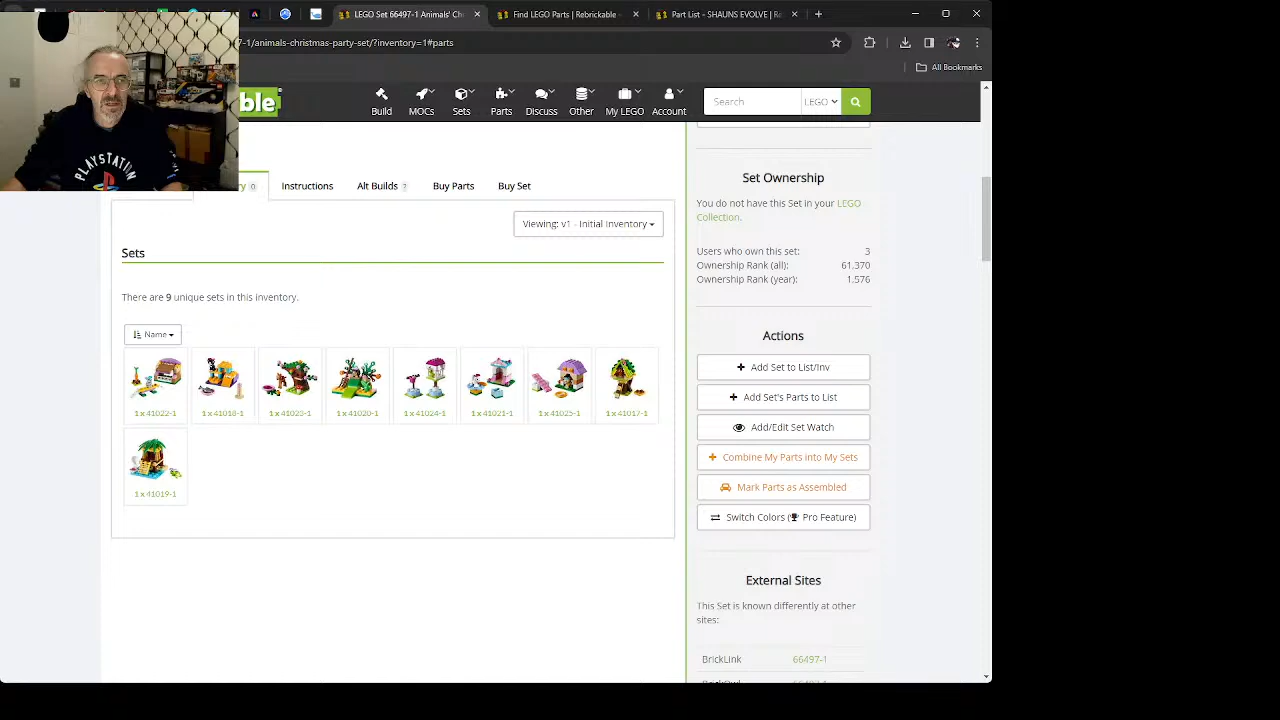 LEGO Set 66497-1 Animals' Ch
Find LEGO Parts | Rebrickable
Part List - SHAUNS EVOLVE | Re
7-1/animals-christmas-party-set/?inventory=1#parts
All Bookmarks
ble
Build
MOCs
Sets
Parts
Discuss
Other
My LEGO
Account
Search
LEGO
PLAYSTATION
ry 0
Instructions
Alt Builds 7
Buy Parts
Buy Set
Viewing: v1 - Initial Inventory
Sets
There are 9 unique sets in this inventory.
Name
1 x 41022-1
1 x 41018-1
1 x 41023-1
1 x 41020-1
1 x 41024-1
1 x 41021-1
1 x 41025-1
1 x 41017-1
1 x 41019-1
Set Ownership
You do not have this Set in your LEGO
Collection.
Users who own this set: 3
Ownership Rank (all): 61,370
Ownership Rank (year): 1,576
Actions
Add Set to List/Inv
Add Set's Parts to List
Add/Edit Set Watch
Combine My Parts into My Sets
Mark Parts as Assembled
Switch Colors ( Pro Feature)
External Sites
This Set is known differently at other
sites:
BrickLink 66497-1